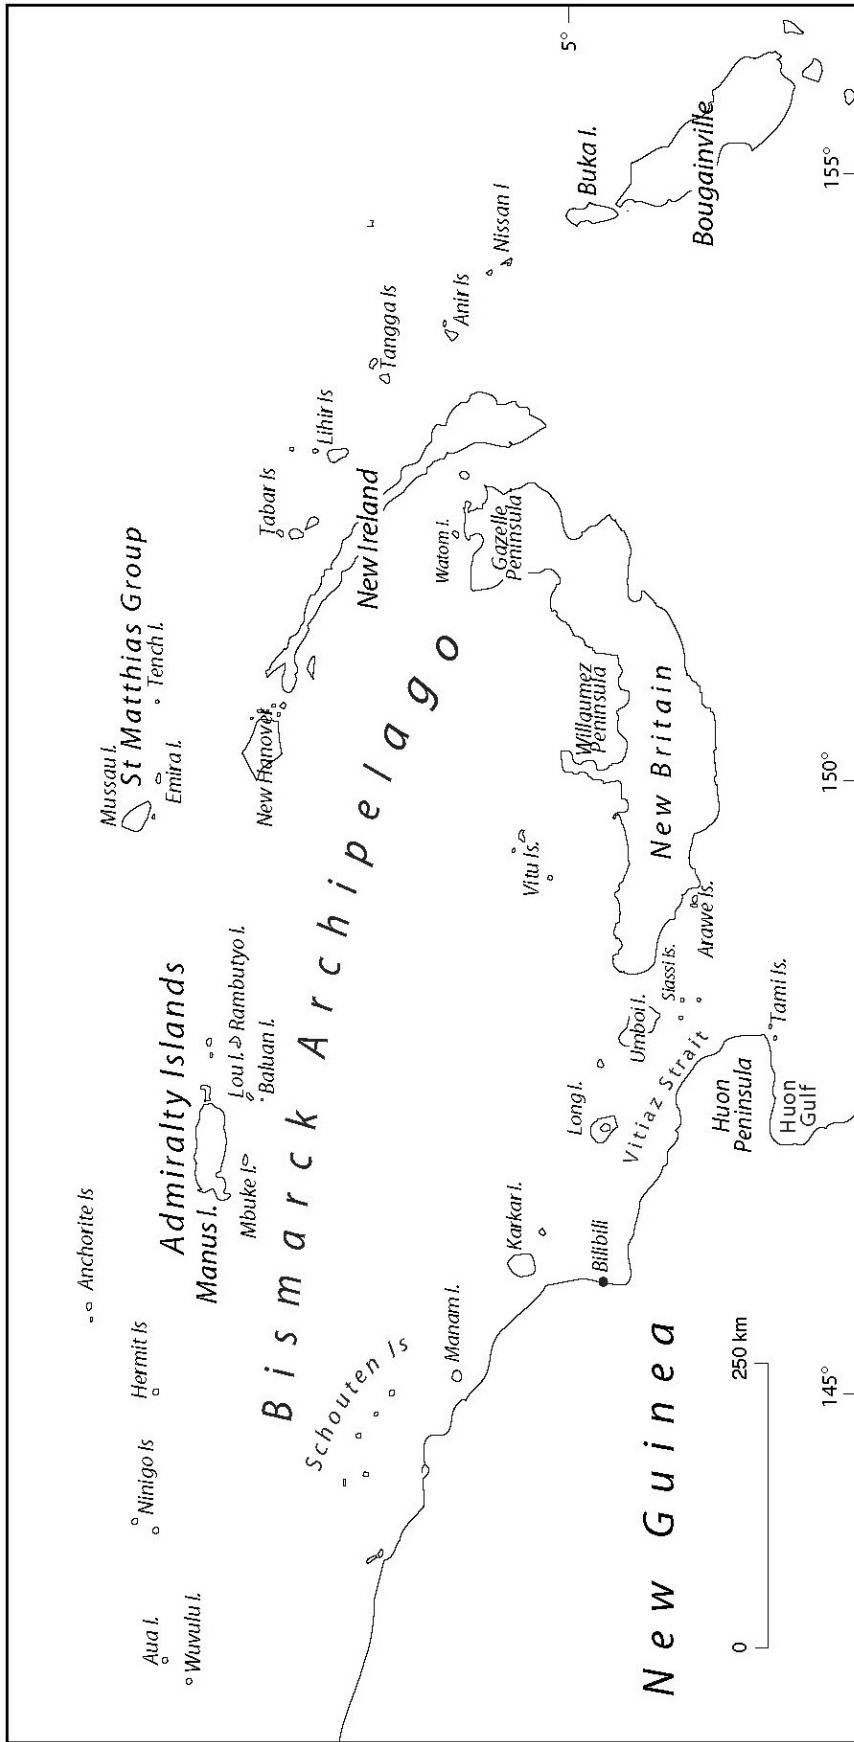 Anchorite Is
Mussau I.
St Matthias Group
Tench I.
Emira I.
Hermit Is
Ninigo Is
Aua I.
Wuvulu I.
Admiralty Islands
Manus I.
Lou I.
Rambutyo I.
Baluan I.
Mbuke I.
New Hanover
Tabar Is
Lihir Is
New Ireland
Tangga Is
Anir Is
Nissan I
Bismarck Archipelago
Schouten Is
Manam I.
Watom I.
Gazelle
Peninsula
Buka I.
Bougainville
5°
Karkar I.
Bilibili
Long I.
Vitu Is.
Willaumez
Peninsula
New Britain
Umboi I.
Siassi Is.
Arawe Is.
Vitiaz Strait
Tami Is.
Huon
Peninsula
Huon
Gulf
New Guinea
0
250 km
145°
150°
155°